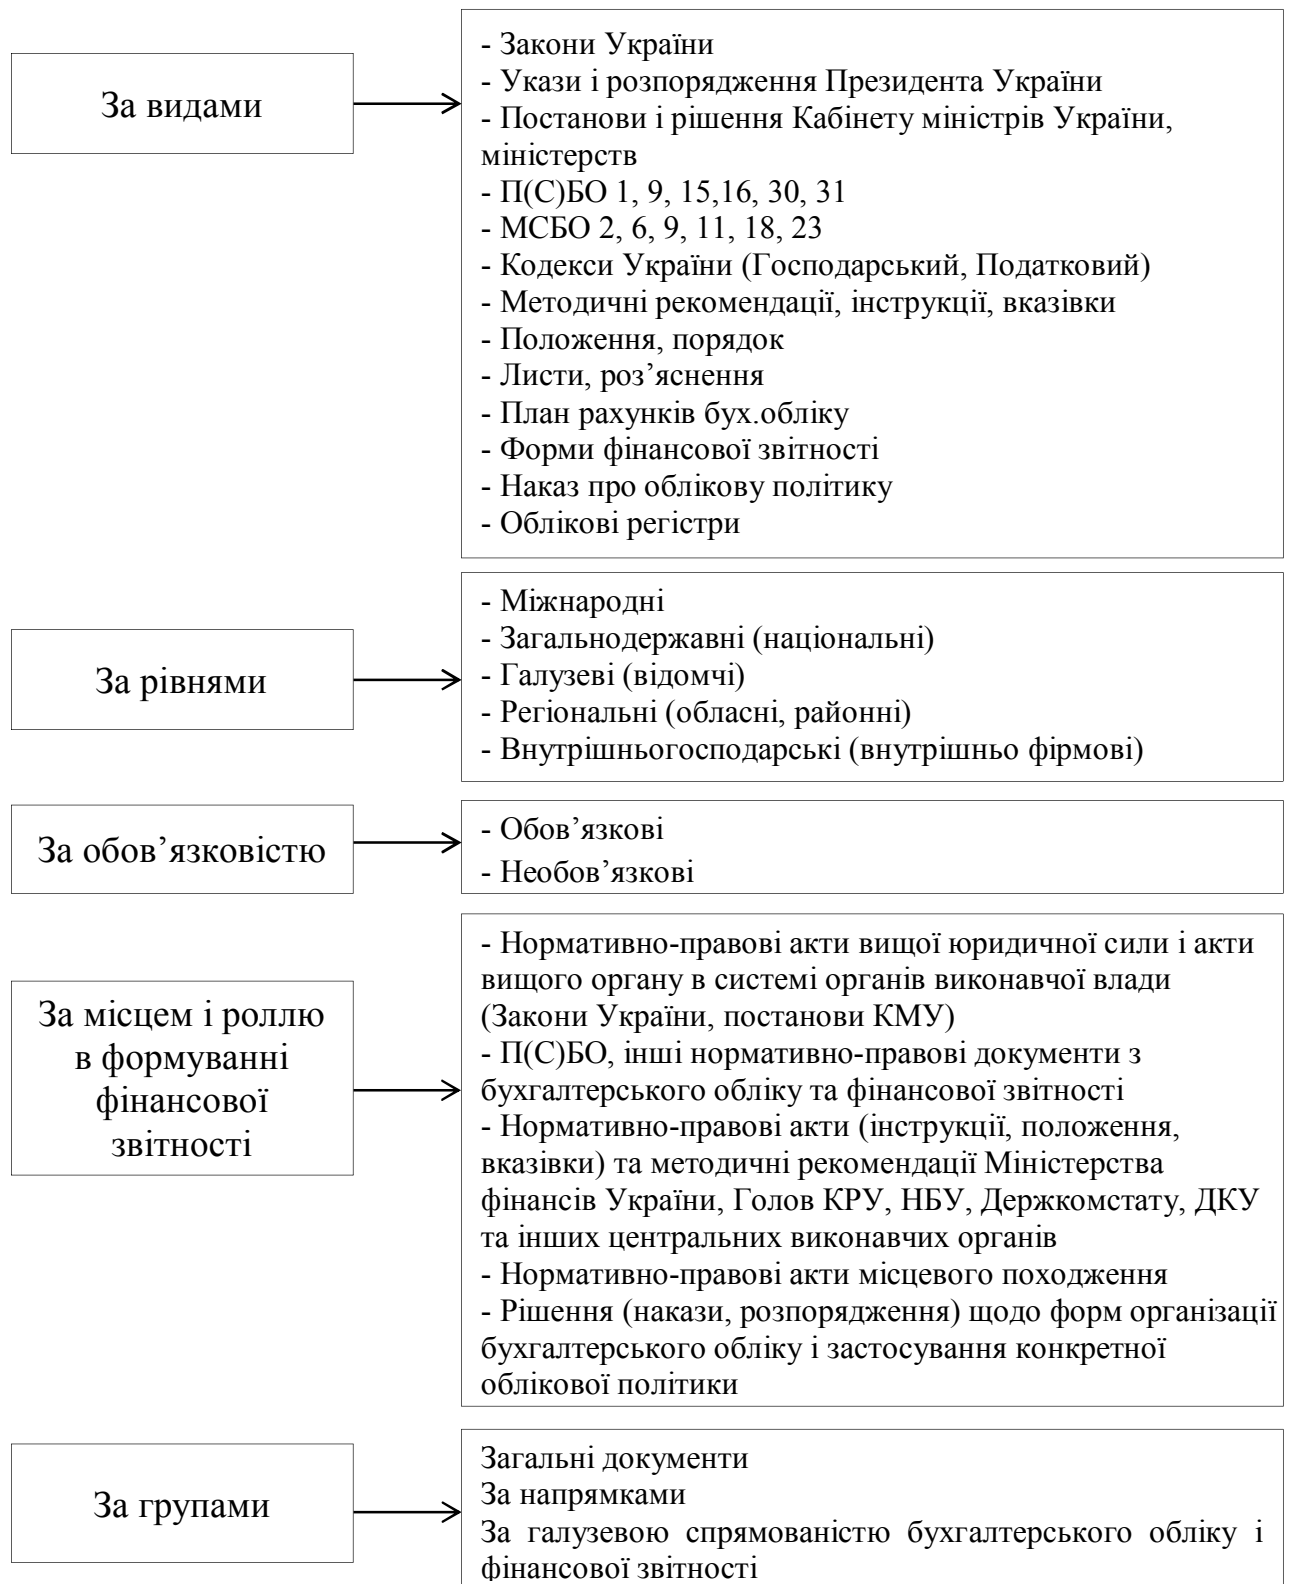 За видами
- Закони України
- Укази і розпорядження Президента України
- Постанови і рішення Кабінету міністрів України,
міністерств
- П(С)БО 1, 9, 15,16, 30, 31
- МСБО 2, 6, 9, 11, 18, 23
- Кодекси України (Господарський, Податковий)
- Методичні рекомендації, інструкції, вказівки
- Положення, порядок
- Листи, роз’яснення
- План рахунків бух.обліку
- Форми фінансової звітності
- Наказ про облікову політику
- Облікові регістри
За рівнями
- Міжнародні
- Загальнодержавні (національні)
- Галузеві (відомчі)
- Регіональні (обласні, районні)
- Внутрішньогосподарські (внутрішньо фірмові)
За обов’язковістю
- Обов’язкові
- Необов’язкові
За місцем і роллю
в формуванні
фінансової
звітності
- Нормативно-правові акти вищої юридичної сили і акти
вищого органу в системі органів виконавчої влади
(Закони України, постанови КМУ)
- П(С)БО, інші нормативно-правові документи з
бухгалтерського обліку та фінансової звітності
- Нормативно-правові акти (інструкції, положення,
вказівки) та методичні рекомендації Міністерства
фінансів України, Голов КРУ, НБУ, Держкомстату, ДКУ
та інших центральних виконавчих органів
- Нормативно-правові акти місцевого походження
- Рішення (накази, розпорядження) щодо форм організації
бухгалтерського обліку і застосування конкретної
облікової політики
За групами
Загальні документи
За напрямками
За галузевою спрямованістю бухгалтерського обліку і
фінансової звітності